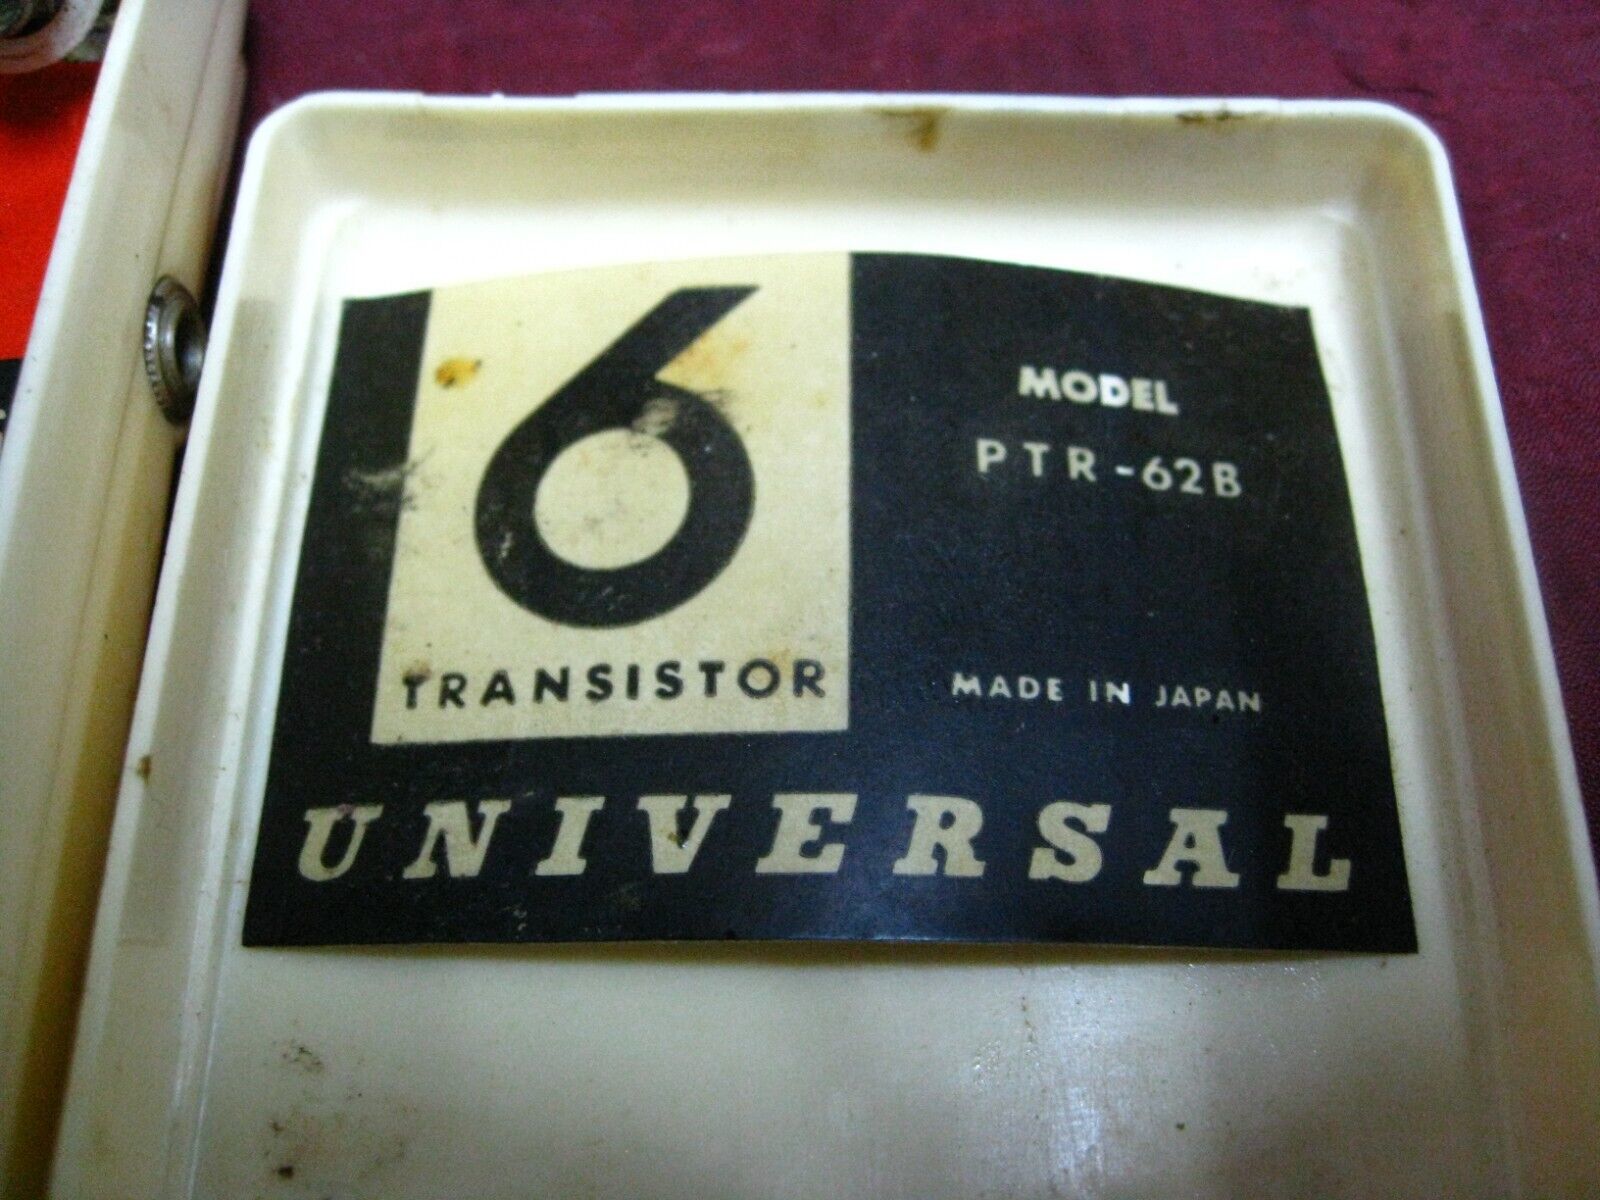 6
TRANSISTOR
MODEL
PTR-62B
MADE IN JAPAN
UNIVERSAL